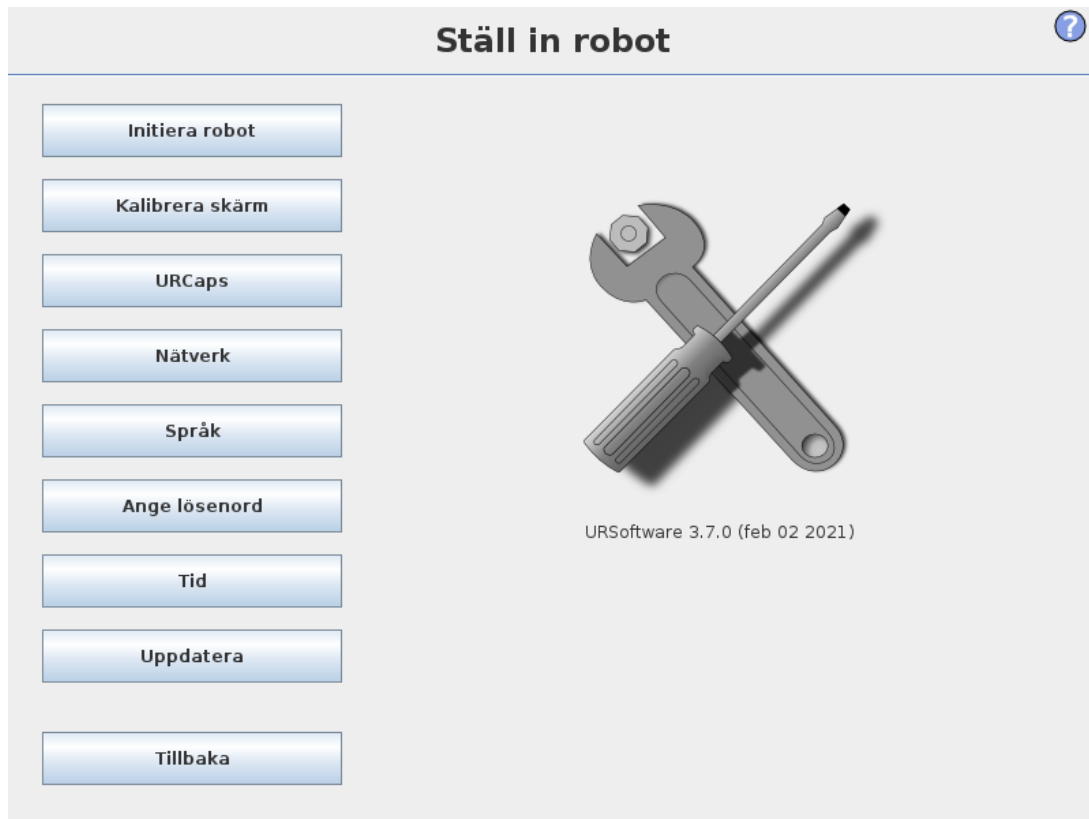 Ställ in robot
?
Initiera robot
Kalibrera skärm
URCaps
Nätverk
Språk
Ange lösenord
Tid
Uppdatera
Tillbaka
URSoftware 3.7.0 (feb 02 2021)